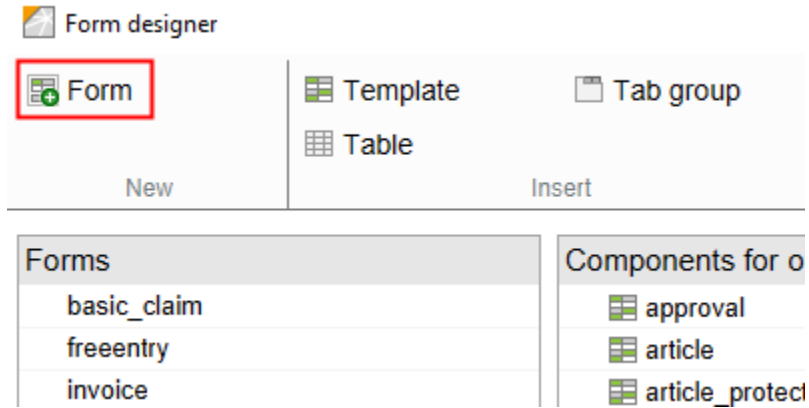 Form designer
Form
Template
Tab group
Table
New
Insert
Forms
Components for o
basic_claim
approval
freeentry
article
invoice
article_protect